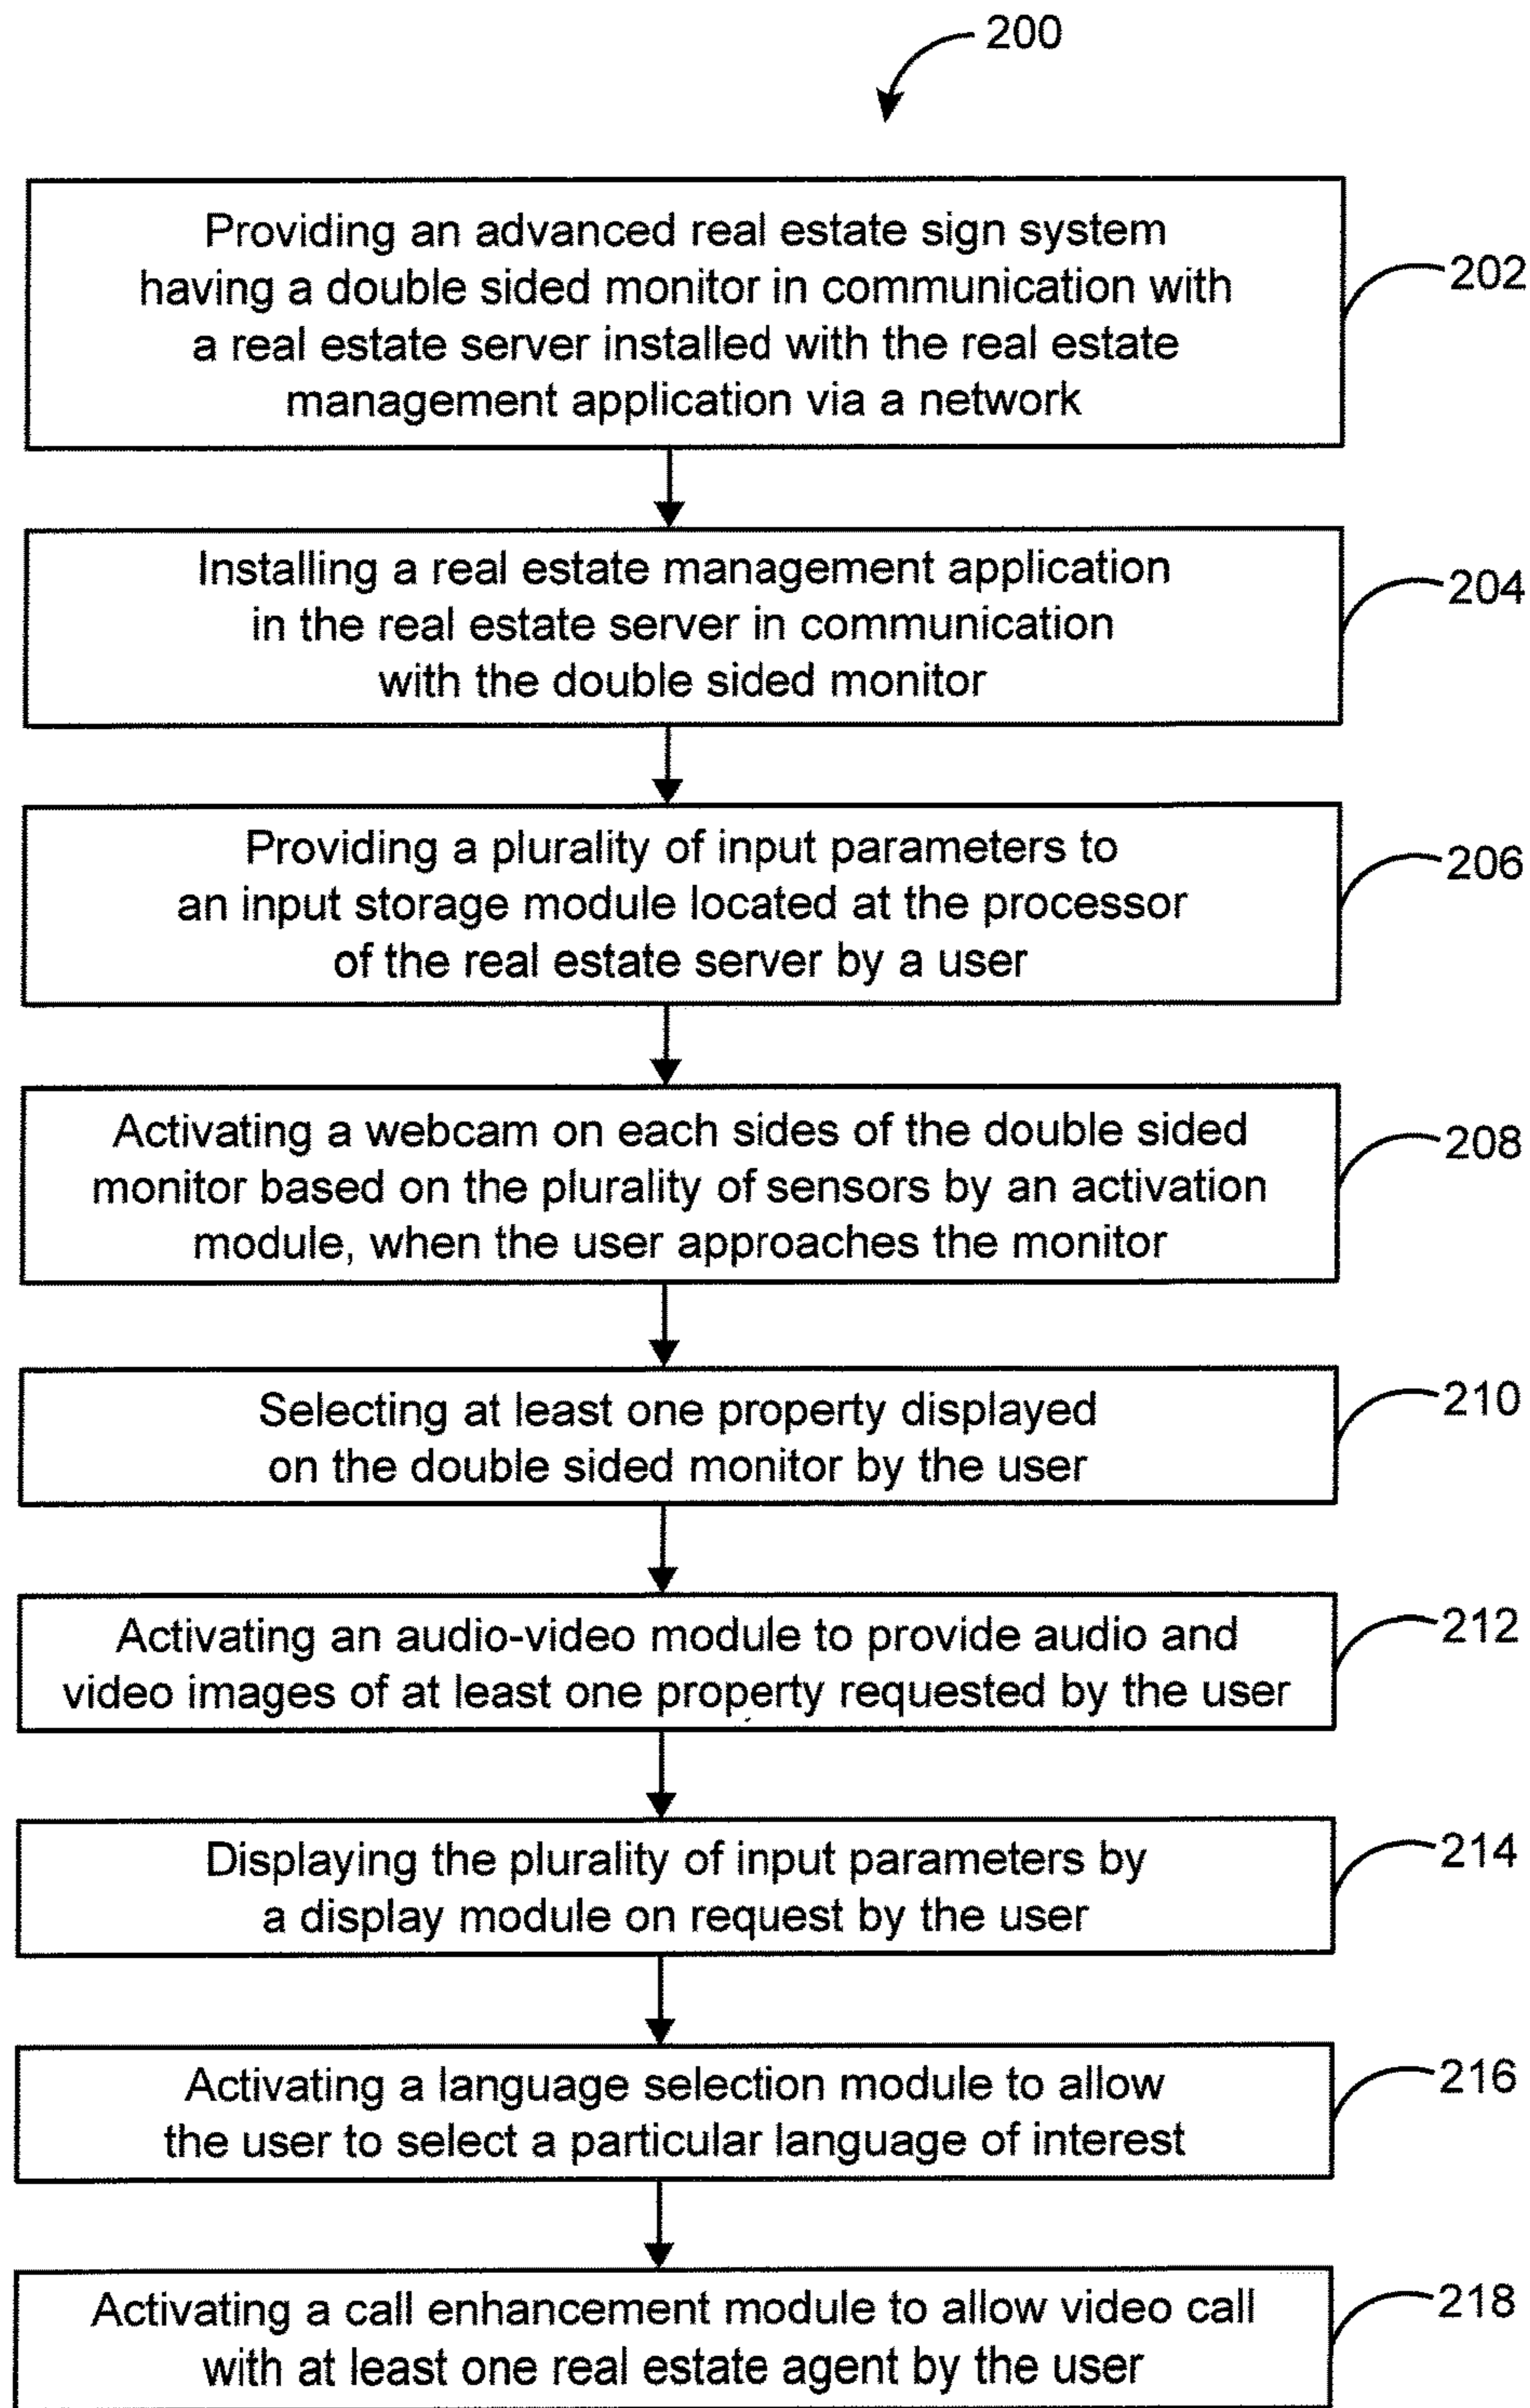 200
Providing an advanced real estate sign system
having a double sided monitor in communication with
a real estate server installed with the real estate
management application via a network
202
Installing a real estate management application
in the real estate server in communication
with the double sided monitor
204
Providing a plurality of input parameters to
an input storage module located at the processor
of the real estate server by a user
206
Activating a webcam on each sides of the double sided
monitor based on the plurality of sensors by an activation
module, when the user approaches the monitor
208
Selecting at least one property displayed
on the double sided monitor by the user
210
Activating an audio-video module to provide audio and
video images of at least one property requested by the user
212
Displaying the plurality of input parameters by
a display module on request by the user
214
Activating a language selection module to allow
the user to select a particular language of interest
216
Activating a call enhancement module to allow video call
with at least one real estate agent by the user
218